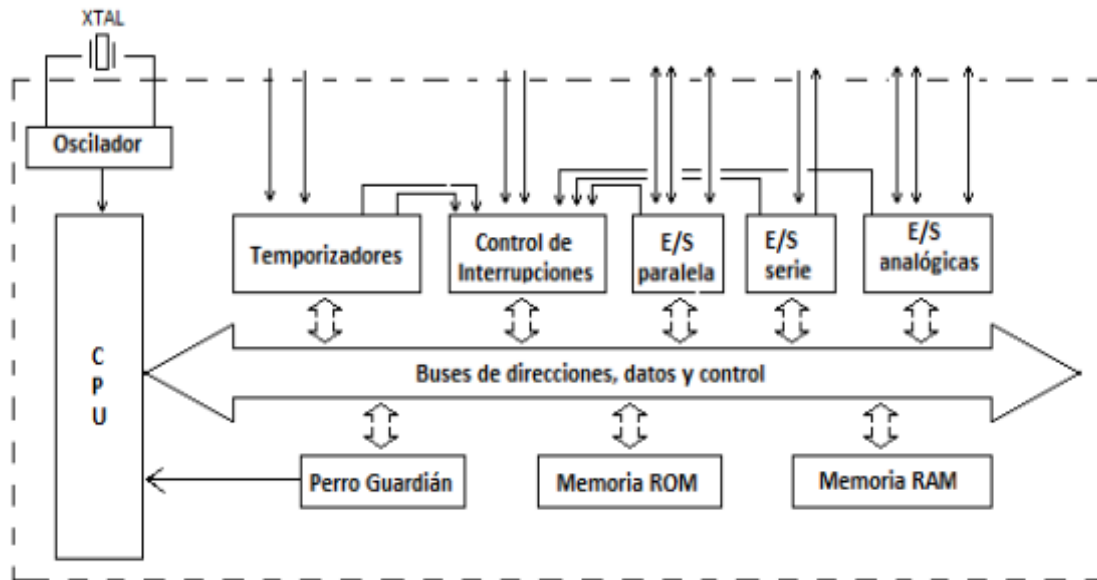 XTAL
Oscilador
Temporizadores
Control de
Interrupciones
E/S
paralela
E/S
serie
E/S
analógicas
C
P
U
Buses de direcciones, datos y control
Perro Guardián
Memoria ROM
Memoria RAM